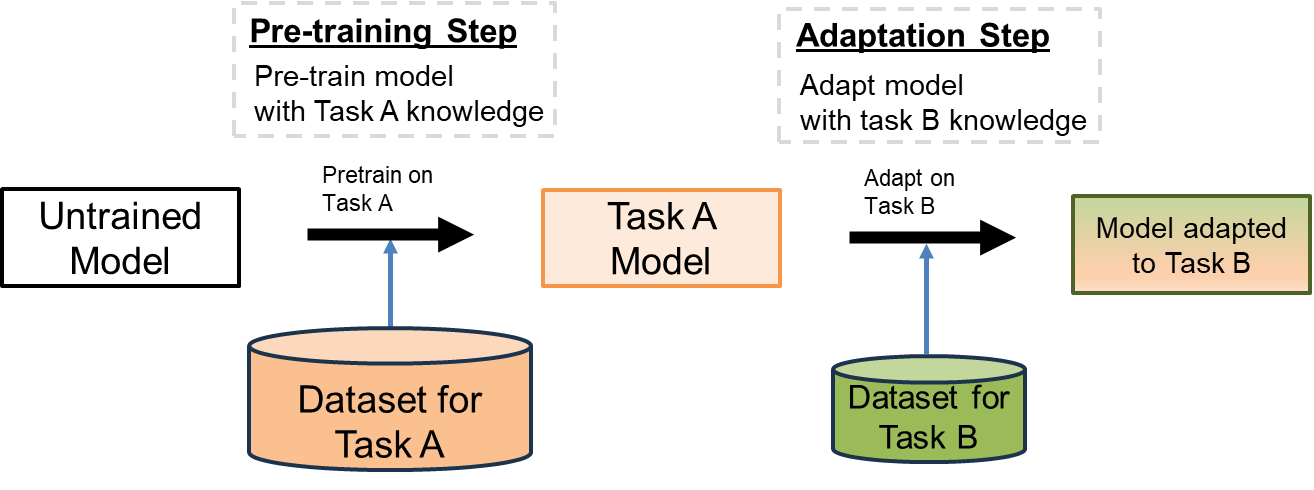 Pre-training Step
Pre-train model
with Task A knowledge
Adaptation Step
Adapt model
with task B knowledge
Untrained
Model
Pretrain on
Task A
Task A
Model
Adapt on
Task B
Model adapted
to Task B
Dataset for
Task A
Dataset for
Task B